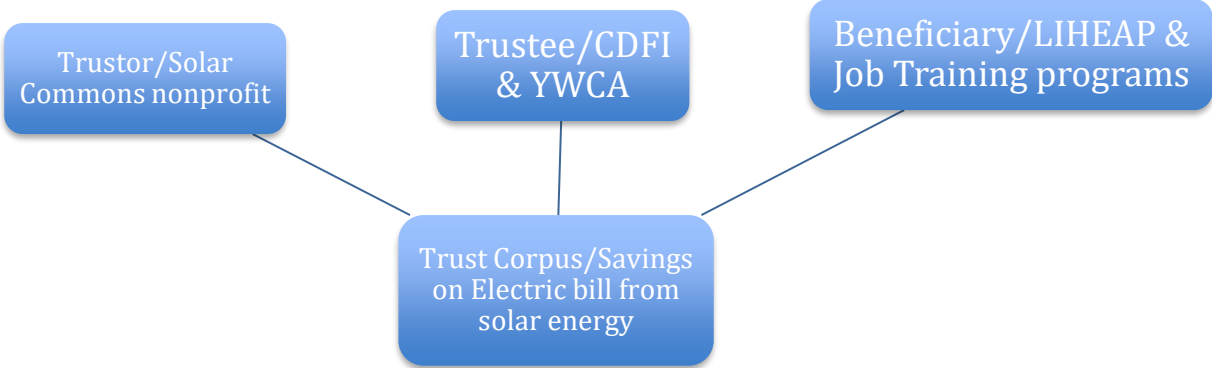 Trustor/Solar
Commons nonprofit
Trustee/CDFI
& YWCA
Beneficiary/LIHEAP &
Job Training programs
Trust Corpus/Savings
on Electric bill from
solar energy